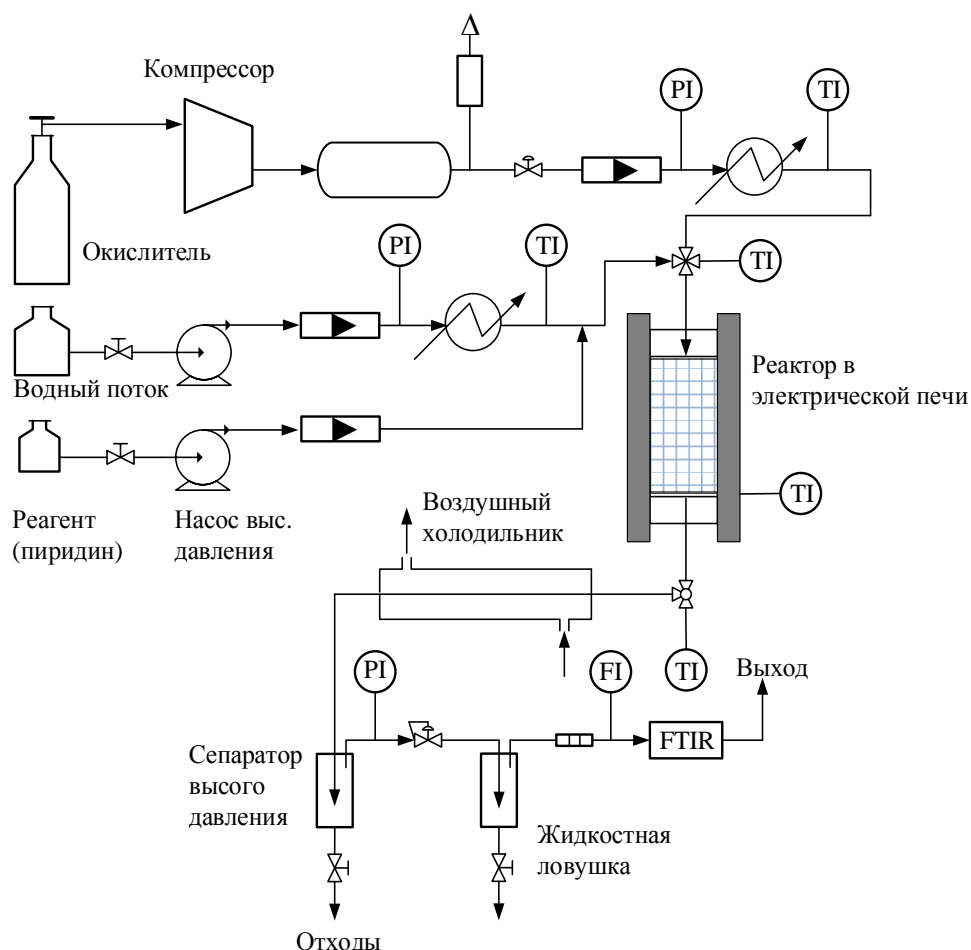 Компрессор
PI
TI
Окислитель
PI
TI
TI
Водный поток
Реактор в
электрической печи
Реагент
(пиридин)
Насос выс.
давления
Воздушный
холодильник
TI
PI
FI
TI
Выход
FTIR
Сепаратор
высого
давления
Жидкостная
ловушка
Отходы